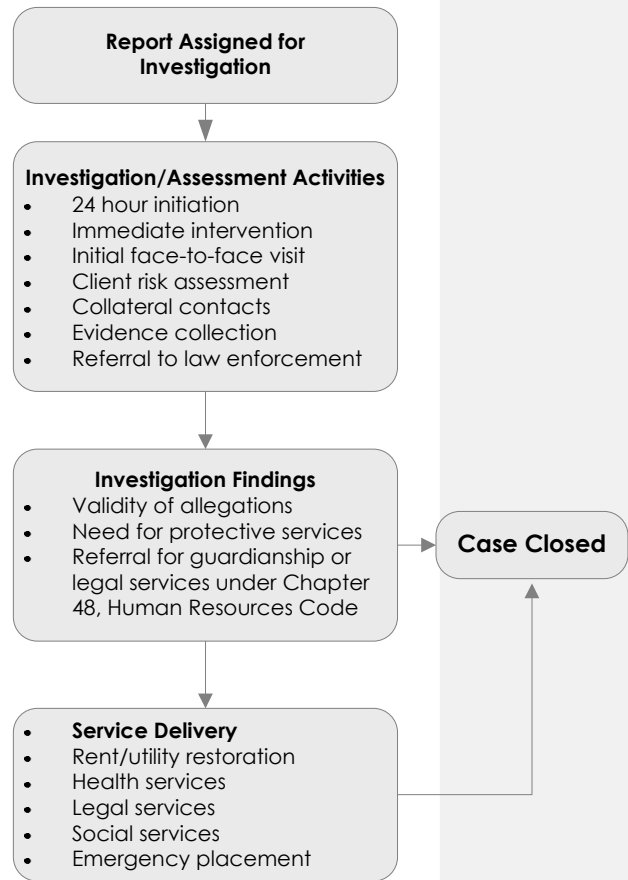 Report Assigned for
Investigation
Investigation/Assessment Activities
• 24 hour initiation
• Immediate intervention
• Initial face-to-face visit
• Client risk assessment
• Collateral contacts
• Evidence collection
• Referral to law enforcement
Investigation Findings
• Validity of allegations
• Need for protective services
• Referral for guardianship or
legal services under Chapter
48, Human Resources Code
Case Closed
• Service Delivery
• Rent/utility restoration
• Health services
• Legal services
• Social services
• Emergency placement